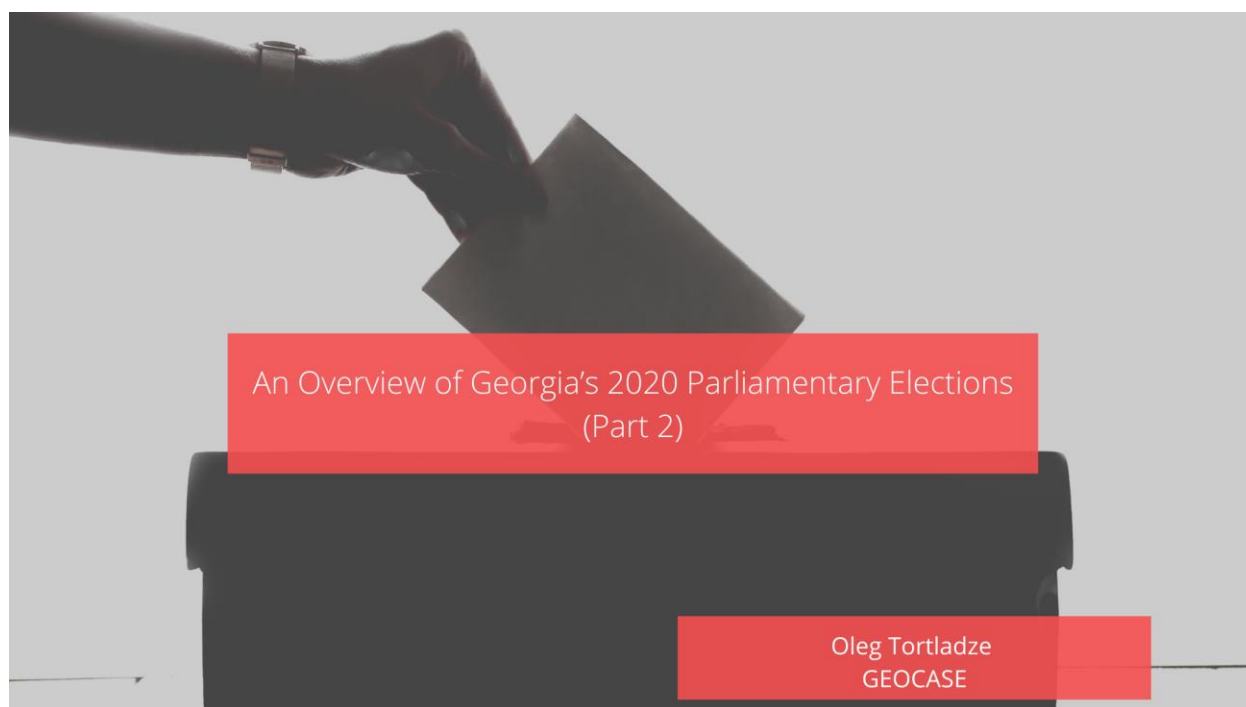 An Overview of Georgia’s 2020 Parliamentary Elections
(Part 2)
Oleg Tortladze
GEOCASE